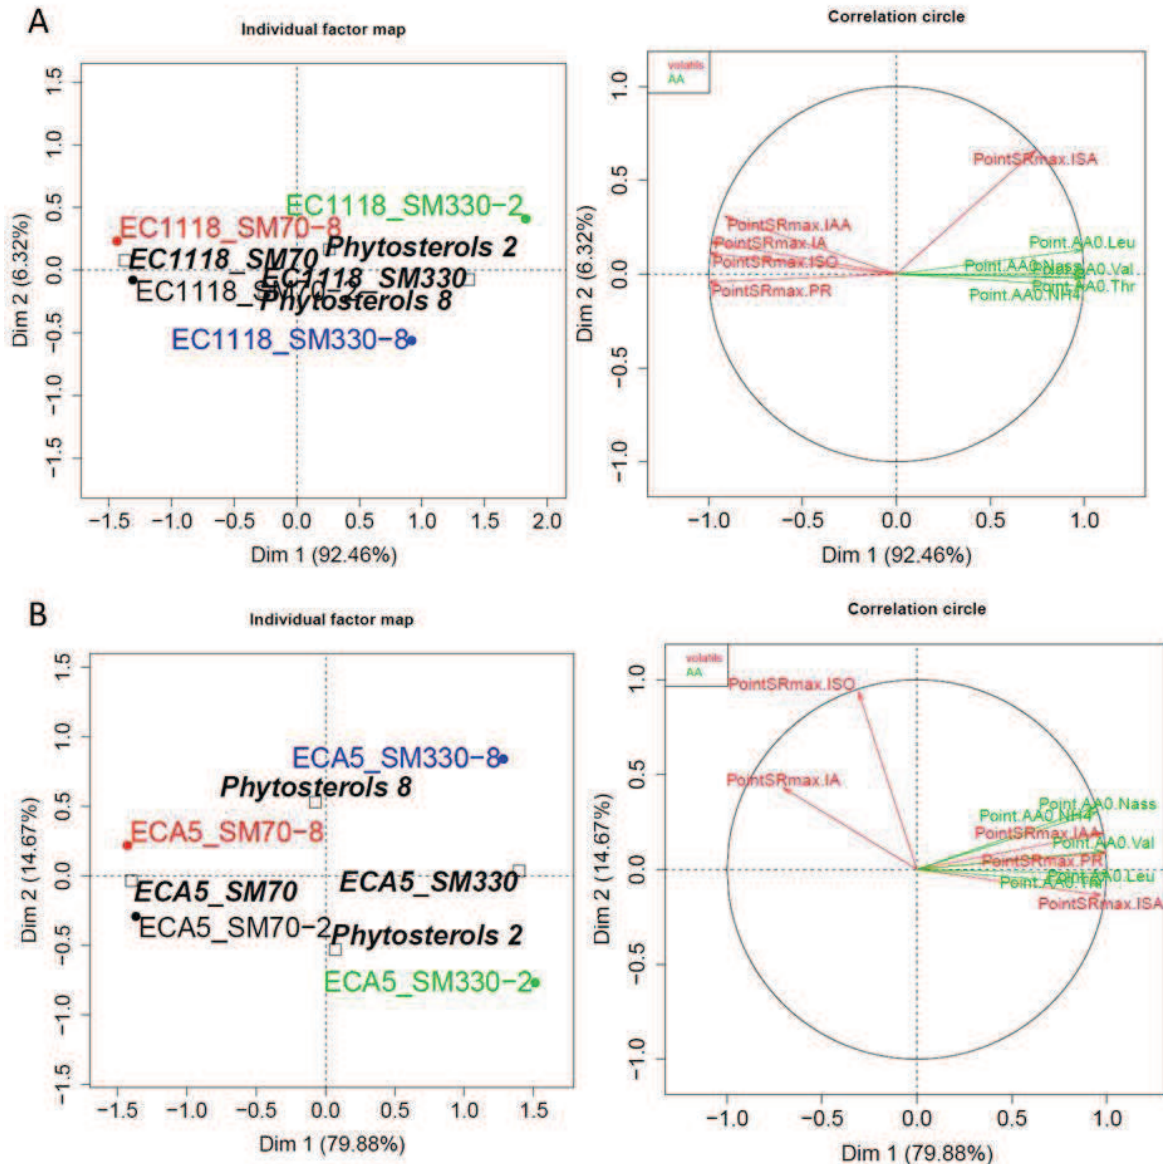 A
Individual factor map
Correlation circle
EC1118_SM330-2
EC1118_SM70-8
Phytosterols 2
EC1118_SM70
EC1118_SM330
Phytosterols 8
EC1118_SM330-8
Dim 2 (6.32%)
1.5
1.0
0.5
0.0
-0.5
-1.0
-1.5
-1.5 -1.0 -0.5 0.0 0.5 1.0 1.5 2.0
Dim 1 (92.46%)
volatils
AA
PointSRmax.ISA
PointSRmax.IAA
PointSRmax.IA
PointSRmax.ISO
PointSRmax.PR
Point.AA0.Leu
Point.AA0.Nass
AA0.Val
AA0.Thr
Point.AA0.NH4
Dim 2 (6.32%)
1.0
0.5
0.0
-0.5
-1.0
-1.0 -0.5 0.0 0.5 1.0
Dim 1 (92.46%)
B
Individual factor map
Correlation circle
ECA5_SM330-8
Phytosterols 8
ECA5_SM70-8
ECA5_SM70
ECA5_SM330
ECA5_SM70-2
Phytosterols 2
ECA5_SM330-2
Dim 2 (14.67%)
1.5
1.0
0.5
0.0
-0.5
-1.0
-1.5
-1.5 -1.0 -0.5 0.0 0.5 1.0 1.5
Dim 1 (79.88%)
volatils
AA
PointSRmax.ISO
PointSRmax.IA
Point.AA0.Nass
Point.AA0.NH4
PointSRmax.IAA
Point.AA0.Val
PointSRmax.PR
Point.AA0.Leu
Point.AA0.Thr
PointSRmax.ISA
Dim 2 (14.67%)
1.0
0.5
0.0
-0.5
-1.0
-1.0 -0.5 0.0 0.5 1.0
Dim 1 (79.88%)